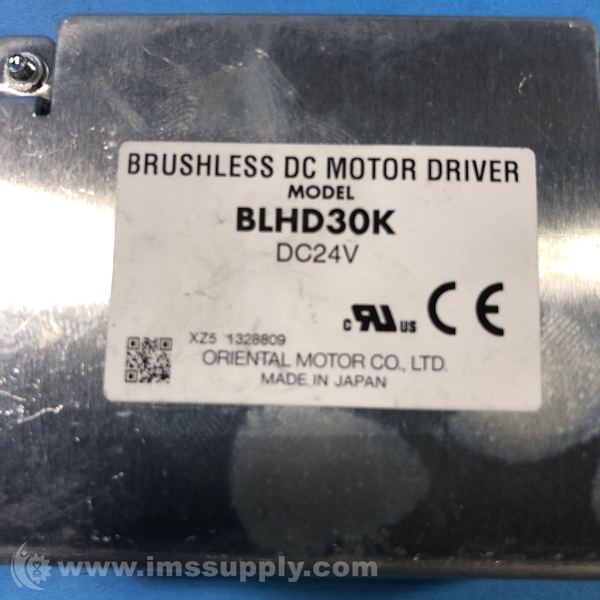 BRUSHLESS DC MOTOR DRIVER
MODEL
BLHD30K
DC24V
c RU us CE
XZ5 1328809
ORIENTAL MOTOR CO., LTD.
MADE IN JAPAN
www.imssupply.com